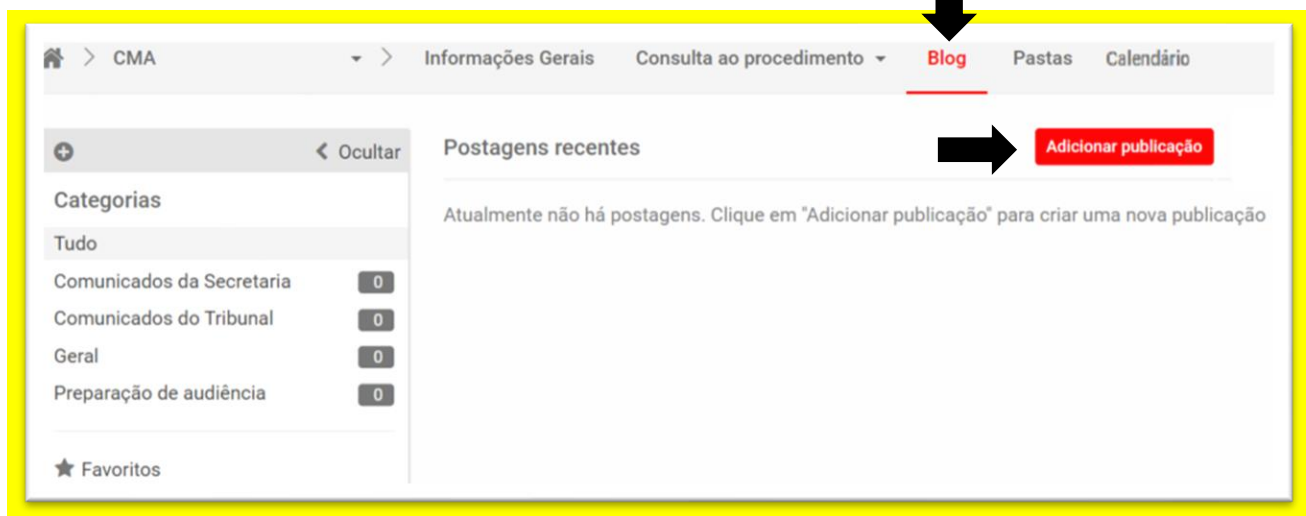 CMA Informações Gerais Consulta ao procedimento Blog Pastas Calendário
Ocultar
Categorias
Tudo
Comunicados da Secretaria 0
Comunicados do Tribunal 0
Geral 0
Preparação de audiência 0
Favoritos
Postagens recentes
Adicionar publicação
Atualmente não há postagens. Clique em "Adicionar publicação" para criar uma nova publicação